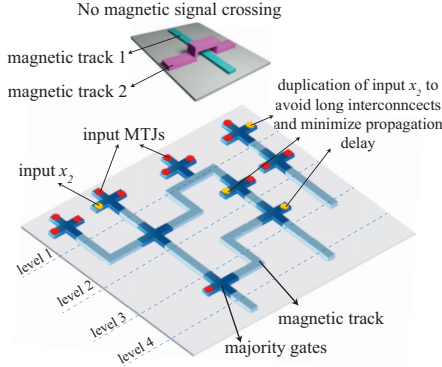 No magnetic signal crossing
magnetic track 1
magnetic track 2
duplication of input x₂ to
avoid long interconnceects
and minimize propagation
delay
input MTJs
input x₂
level 1
level 2
level 3
level 4
magnetic track
majority gates